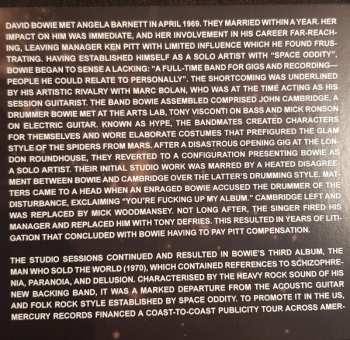 DAVID BOWIE MET ANGELA BARNETT IN APRIL 1969. THEY MARRIED WITHIN A YEAR. HER
IMPACT ON HIM WAS IMMEDIATE, AND HER INVOLVEMENT IN HIS CAREER FAR-REACH-
ING, LEAVING MANAGER KEN PITT WITH LIMITED INFLUENCE WHICH HE FOUND FRUS-
TRATING. HAVING ESTABLISHED HIMSELF AS A SOLO ARTIST WITH “SPACE ODDITY”,
BOWIE BEGAN TO SENSE A LACKING: “A FULL-TIME BAND FOR GIGS AND RECORDING—
PEOPLE HE COULD RELATE TO PERSONALLY”. THE SHORTCOMING WAS UNDERLINED
BY HIS ARTISTIC RIVALRY WITH MARC BOLAN, WHO WAS AT THE TIME ACTING AS HIS
SESSION GUITARIST. THE BAND BOWIE ASSEMBLED COMPRISED JOHN CAMBRIDGE, A
DRUMMER BOWIE MET AT THE ARTS LAB, TONY VISCONTI ON BASS AND MICK RONSON
ON ELECTRIC GUITAR. KNOWN AS HYPE, THE BANDMATES CREATED CHARACTERS
FOR THEMSELVES AND WORE ELABORATE COSTUMES THAT PREFIGURED THE GLAM
STYLE OF THE SPIDERS FROM MARS. AFTER A DISASTROUS OPENING GIG AT THE LON-
DON ROUNDHOUSE, THEY REVERTED TO A CONFIGURATION PRESENTING BOWIE AS
A SOLO ARTIST. THEIR INITIAL STUDIO WORK WAS MARRED BY A HEATED DISAGREE-
MENT BETWEEN BOWIE AND CAMBRIDGE OVER THE LATTER'S DRUMMING STYLE. MAT-
TERS CAME TO A HEAD WHEN AN ENRAGED BOWIE ACCUSED THE DRUMMER OF THE
DISTURBANCE, EXCLAIMING “YOU'RE FUCKING UP MY ALBUM.” CAMBRIDGE LEFT AND
WAS REPLACED BY MICK WOODMANSEY. NOT LONG AFTER, THE SINGER FIRED HIS
MANAGER AND REPLACED HIM WITH TONY DEFRIES. THIS RESULTED IN YEARS OF LITI-
GATION THAT CONCLUDED WITH BOWIE HAVING TO PAY PITT COMPENSATION.
THE STUDIO SESSIONS CONTINUED AND RESULTED IN BOWIE'S THIRD ALBUM, THE
MAN WHO SOLD THE WORLD (1970), WHICH CONTAINED REFERENCES TO SCHIZOPHRE-
NIA, PARANOIA, AND DELUSION. CHARACTERISED BY THE HEAVY ROCK SOUND OF HIS
NEW BACKING BAND, IT WAS A MARKED DEPARTURE FROM THE ACOUSTIC GUITAR
AND FOLK ROCK STYLE ESTABLISHED BY SPACE ODDITY. TO PROMOTE IT IN THE US,
MERCURY RECORDS FINANCED A COAST-TO-COAST PUBLICITY TOUR ACROSS AMER-